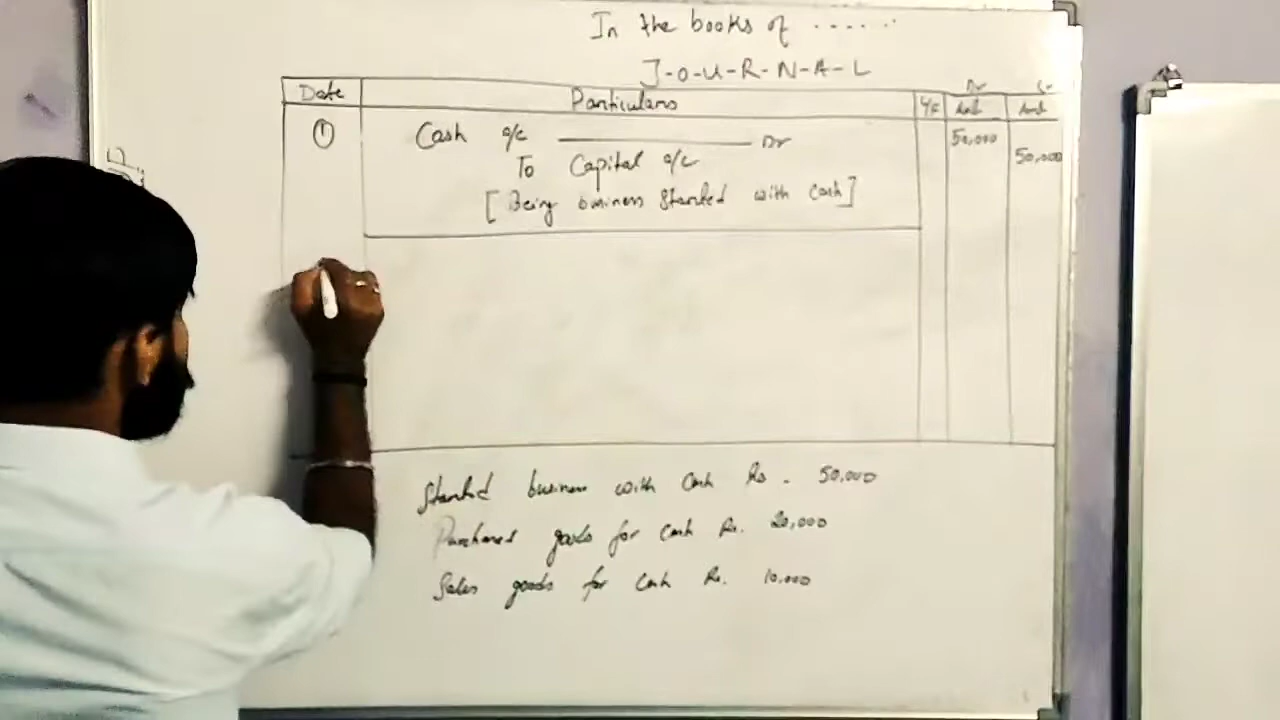 In the books of .......
J-O-U-R-N-A-L
Dr Cr
Date Particulars L/F Amt Amt
① Cash a/c ———— Dr 50,000
To Capital a/c 50,000
[Being business started with cash]
Started business with Cash Rs. 50,000
Purchased goods for cash Rs. 20,000
Sales goods for cash Rs. 10,000